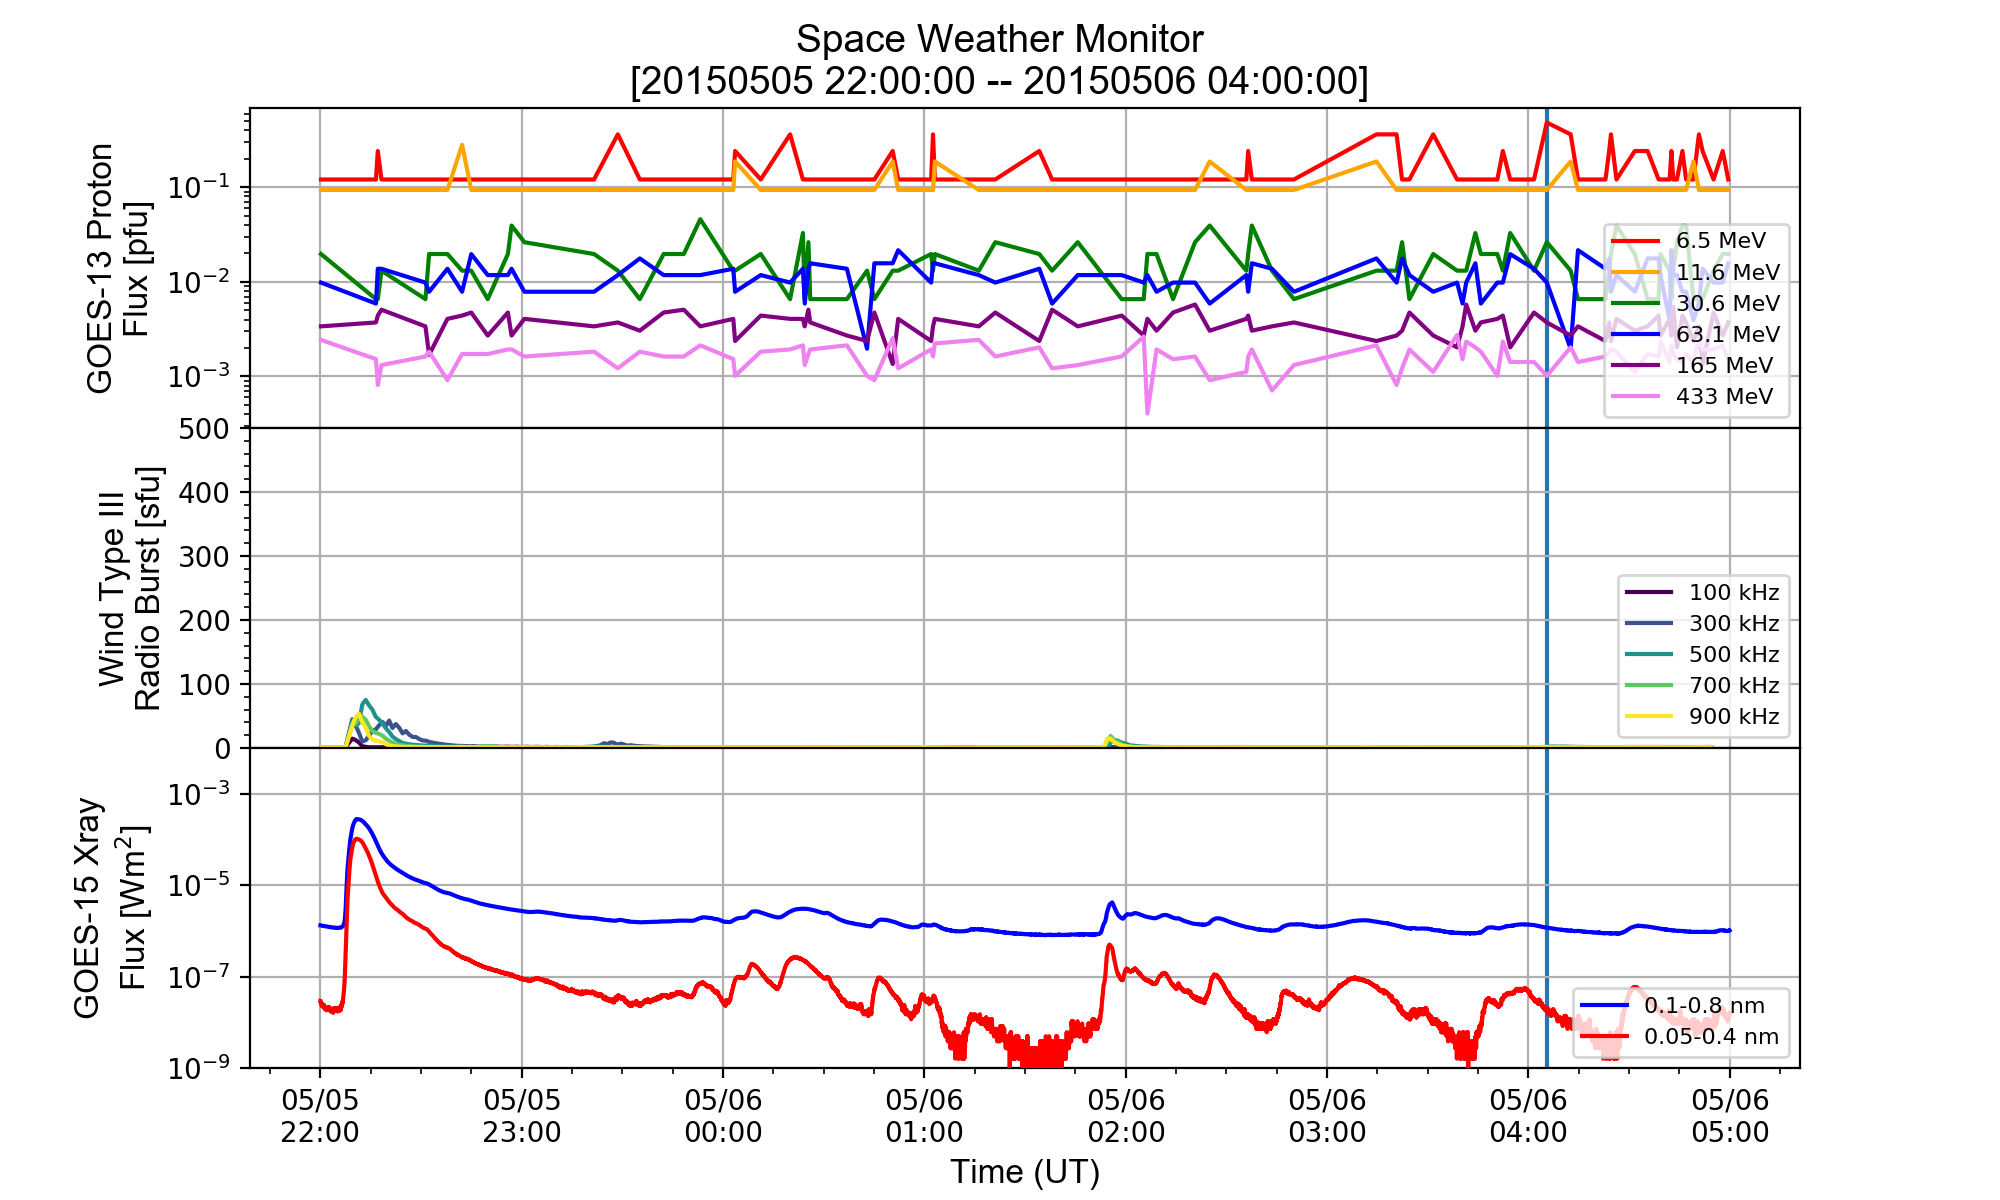 Space Weather Monitor
[20150505 22:00:00 -- 20150506 04:00:00]
GOES-13 Proton
Flux [pfu]
10⁻¹
10⁻²
10⁻³
6.5 MeV
11.6 MeV
30.6 MeV
63.1 MeV
165 MeV
433 MeV
Wind Type III
Radio Burst [sfu]
500
400
300
200
100
0
100 kHz
300 kHz
500 kHz
700 kHz
900 kHz
GOES-15 Xray
Flux [Wm²]
10⁻³
10⁻⁵
10⁻⁷
10⁻⁹
0.1-0.8 nm
0.05-0.4 nm
05/05 05/05 05/06 05/06 05/06 05/06 05/06 05/06
22:00 23:00 00:00 01:00 02:00 03:00 04:00 05:00
Time (UT)